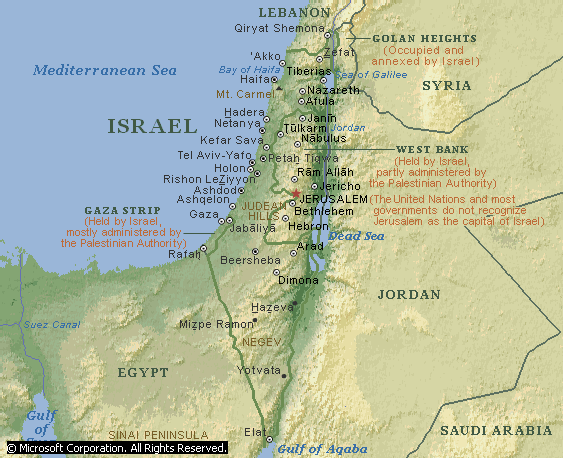 LEBANON
Qiryat Shemona
GOLAN HEIGHTS
(Occupied and
annexed by Israel)
'Akko
Zefat
Mediterranean Sea
Bay of Haifa
Tiberias
Sea of Galilee
Haifa
Mt. Carmel
Nazareth
SYRIA
Afula
Hadera
Janīn
ISRAEL
Netanya
Tūlkarm
Jordan
Kefar Sava
Nābulus
Tel Aviv-Yafo
Petah Tiqwa
WEST BANK
(Held by Israel,
partly administered by
the Palestinian Authority)
Holon
Rām Allāh
Rishon LeZiyyon
Jericho
Ashdod
JERUSALEM
(The United Nations and most
governments do not recognize
Jerusalem as the capital of Israel)
Ashqelon
JUDEAN
HILLS
Bethlehem
GAZA STRIP
(Held by Israel,
mostly administered by
the Palestinian Authority)
Gaza
Jabālīyā
Hebron
Dead Sea
Rafah
Arad
Beersheba
Dimona
JORDAN
Hazeva
Suez Canal
Mizpe Ramon
NEGEV
EGYPT
Yotvata
Gulf
of
SINAI PENINSULA
Elat
SAUDI ARABIA
Gulf of Aqaba
© Microsoft Corporation. All Rights Reserved.